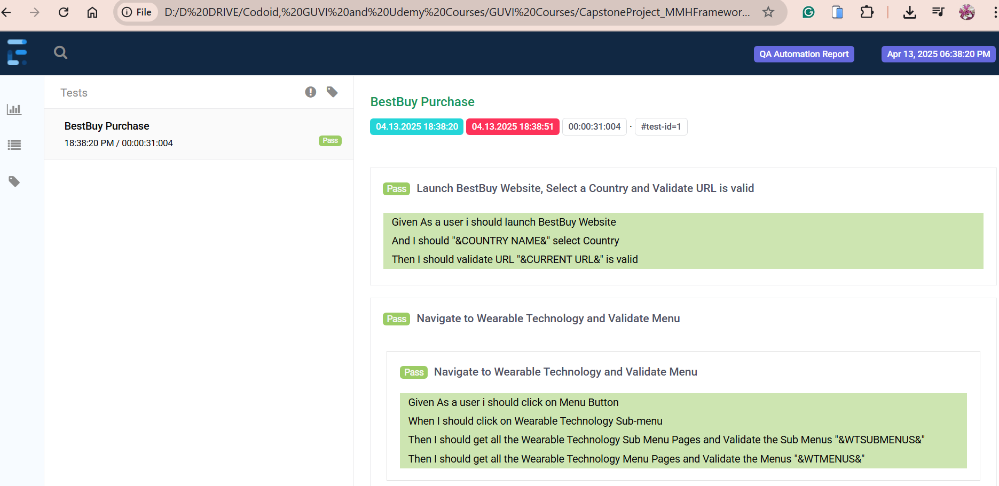 File D:/D%20DRIVE/Codoid,%20GUVI%20and%20Udemy%20Courses/GUVI%20Courses/CapstoneProject_MMHFramewor...
QA Automation Report Apr 13, 2025 06:38:20 PM
Tests
BestBuy Purchase
18:38:20 PM / 00:00:31:004
Pass
BestBuy Purchase
04.13.2025 18:38:20 04.13.2025 18:38:51 00:00:31:004 · #test-id=1
Pass Launch BestBuy Website, Select a Country and Validate URL is valid
Given As a user i should launch BestBuy Website
And I should "&COUNTRY NAME&" select Country
Then I should validate URL "&CURRENT URL&" is valid
Pass Navigate to Wearable Technology and Validate Menu
Pass Navigate to Wearable Technology and Validate Menu
Given As a user i should click on Menu Button
When I should click on Wearable Technology Sub-menu
Then I should get all the Wearable Technology Sub Menu Pages and Validate the Sub Menus "&WTSUBMENUS&"
Then I should get all the Wearable Technology Menu Pages and Validate the Menus "&WTMENUS&"